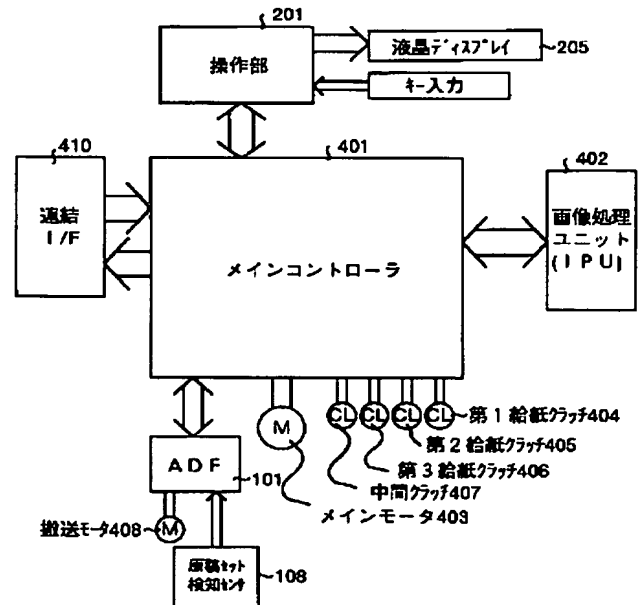 201
操作部
液晶ディスプレイ
205
キー入力
410
連結
I/F
401
メインコントローラ
402
画像処理
ユニット
(IPU)
M
CL
CL
CL
CL
第1給紙クラッチ404
第2給紙クラッチ405
第3給紙クラッチ406
中間クラッチ407
メインモータ403
ADF
101
搬送モータ408
M
原稿セット
検知センサ
108